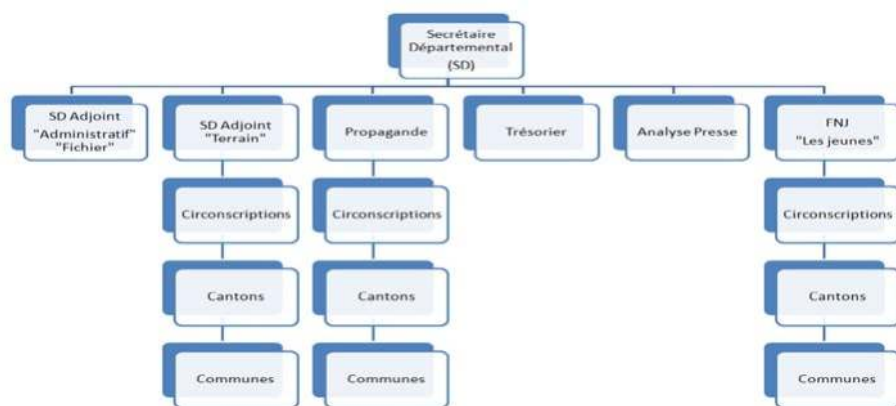 Secrétaire
Départemental
(SD)
SD Adjoint
"Administratif"
"Fichier"
SD Adjoint
"Terrain"
Propagande
Trésorier
Analyse Presse
FNJ
"Les jeunes"
Circonscriptions
Circonscriptions
Circonscriptions
Cantons
Cantons
Cantons
Communes
Communes
Communes